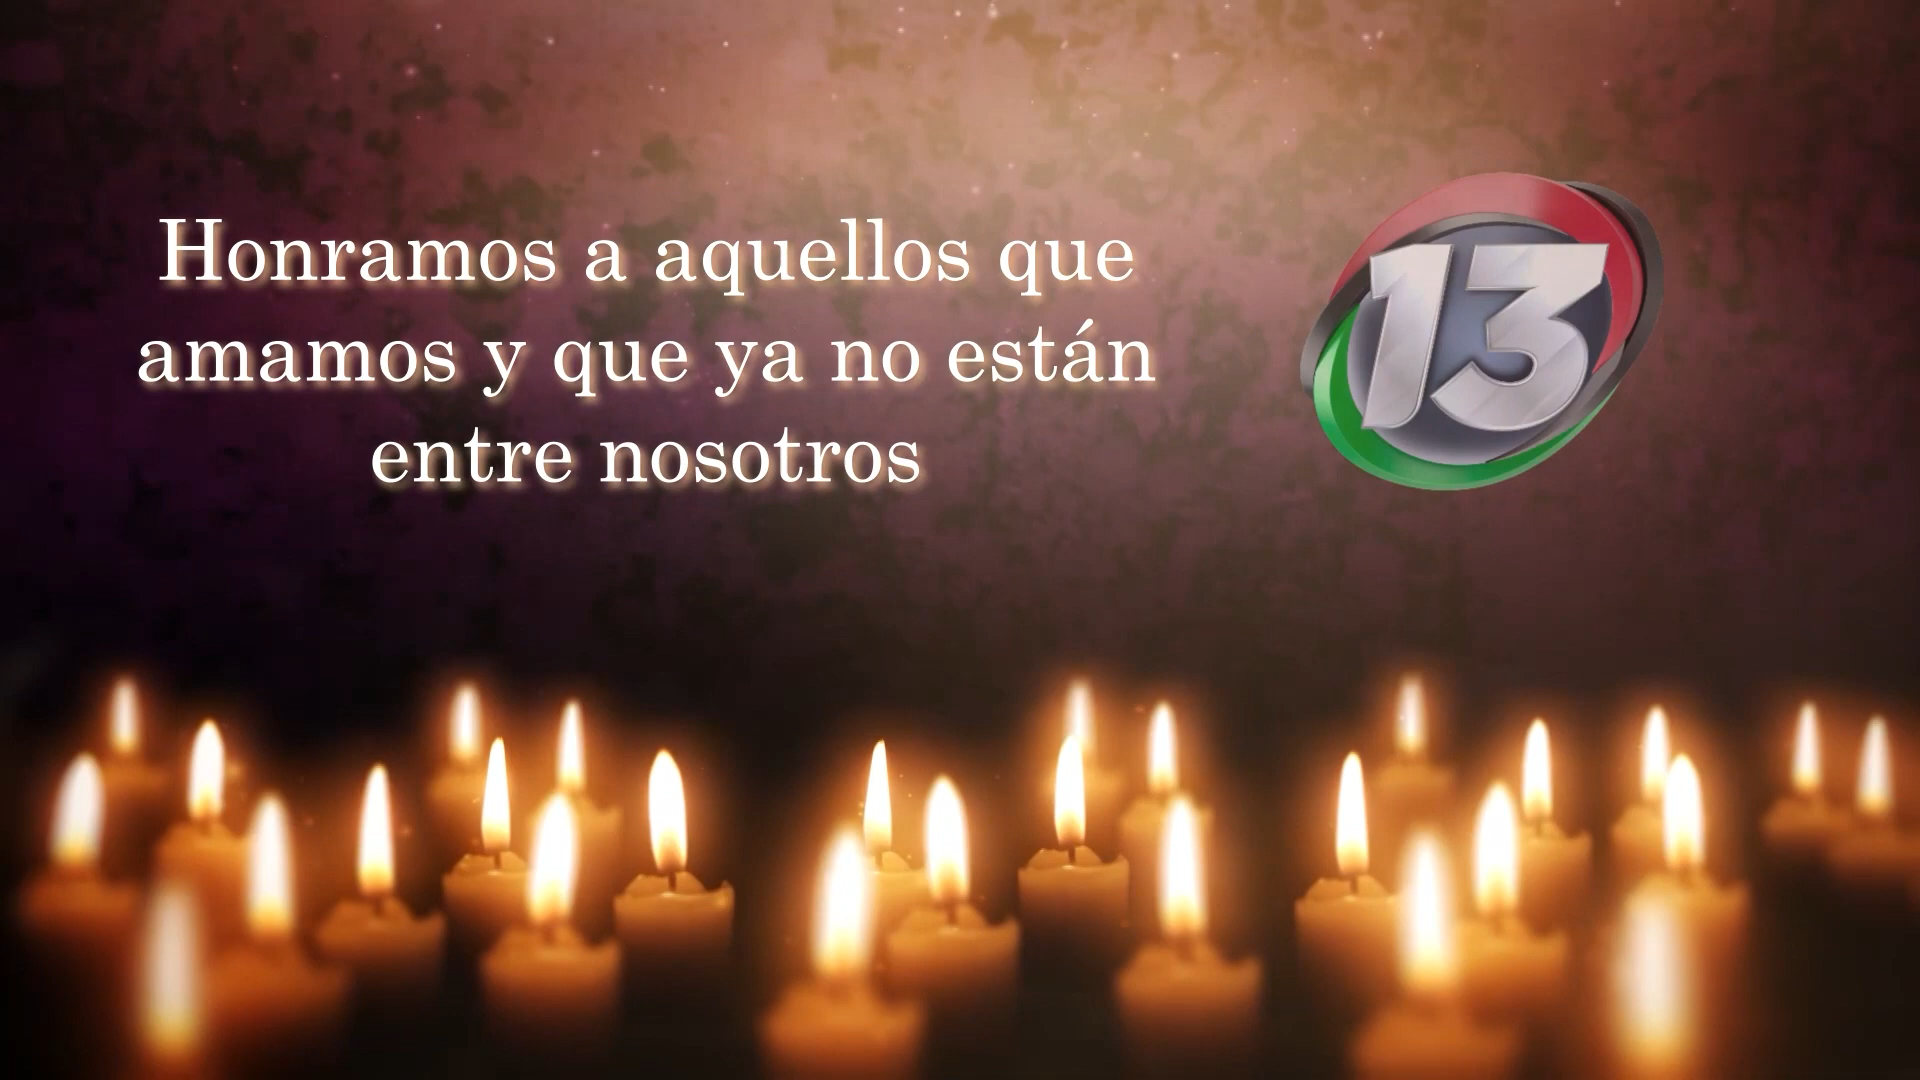 Honramos a aquellos que
amamos y que ya no están
entre nosotros
13